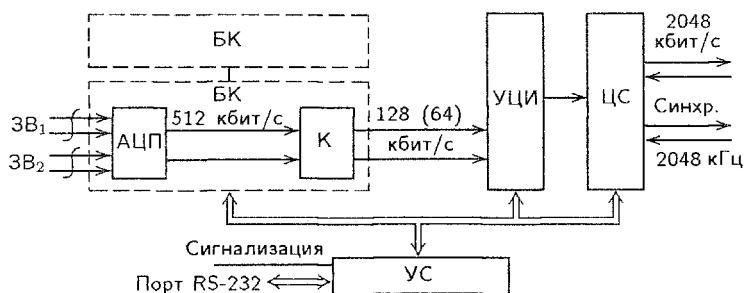 БК
2048
кбит/с
БК
УЦИ
ЦС
ЗВ₁
АЦП
512 кбит/с
К
128 (64)
кбит/с
Синхр.
ЗВ₂
2048 кГц
Сигнализация
УС
Порт RS-232